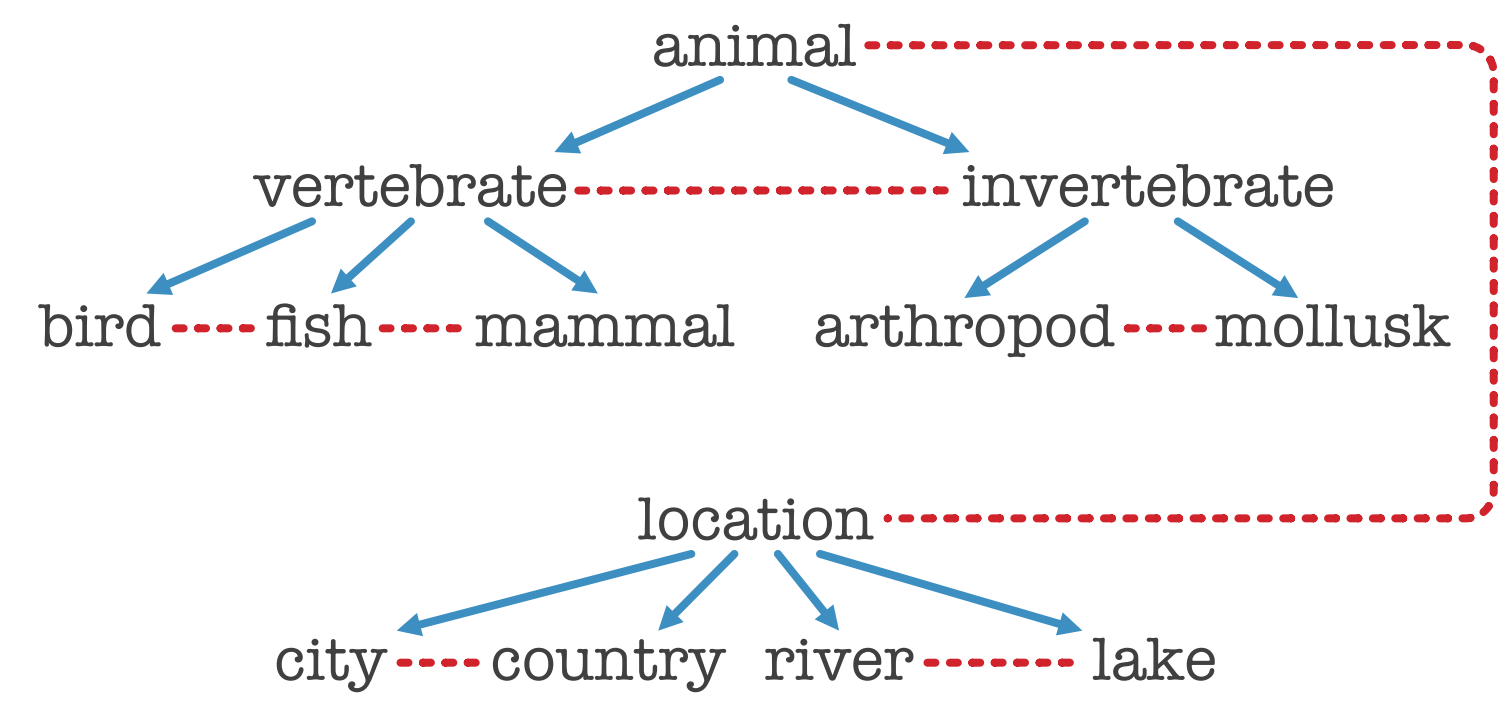 animal
vertebrate invertebrate
bird fish mammal arthropod mollusk
location
city country river lake